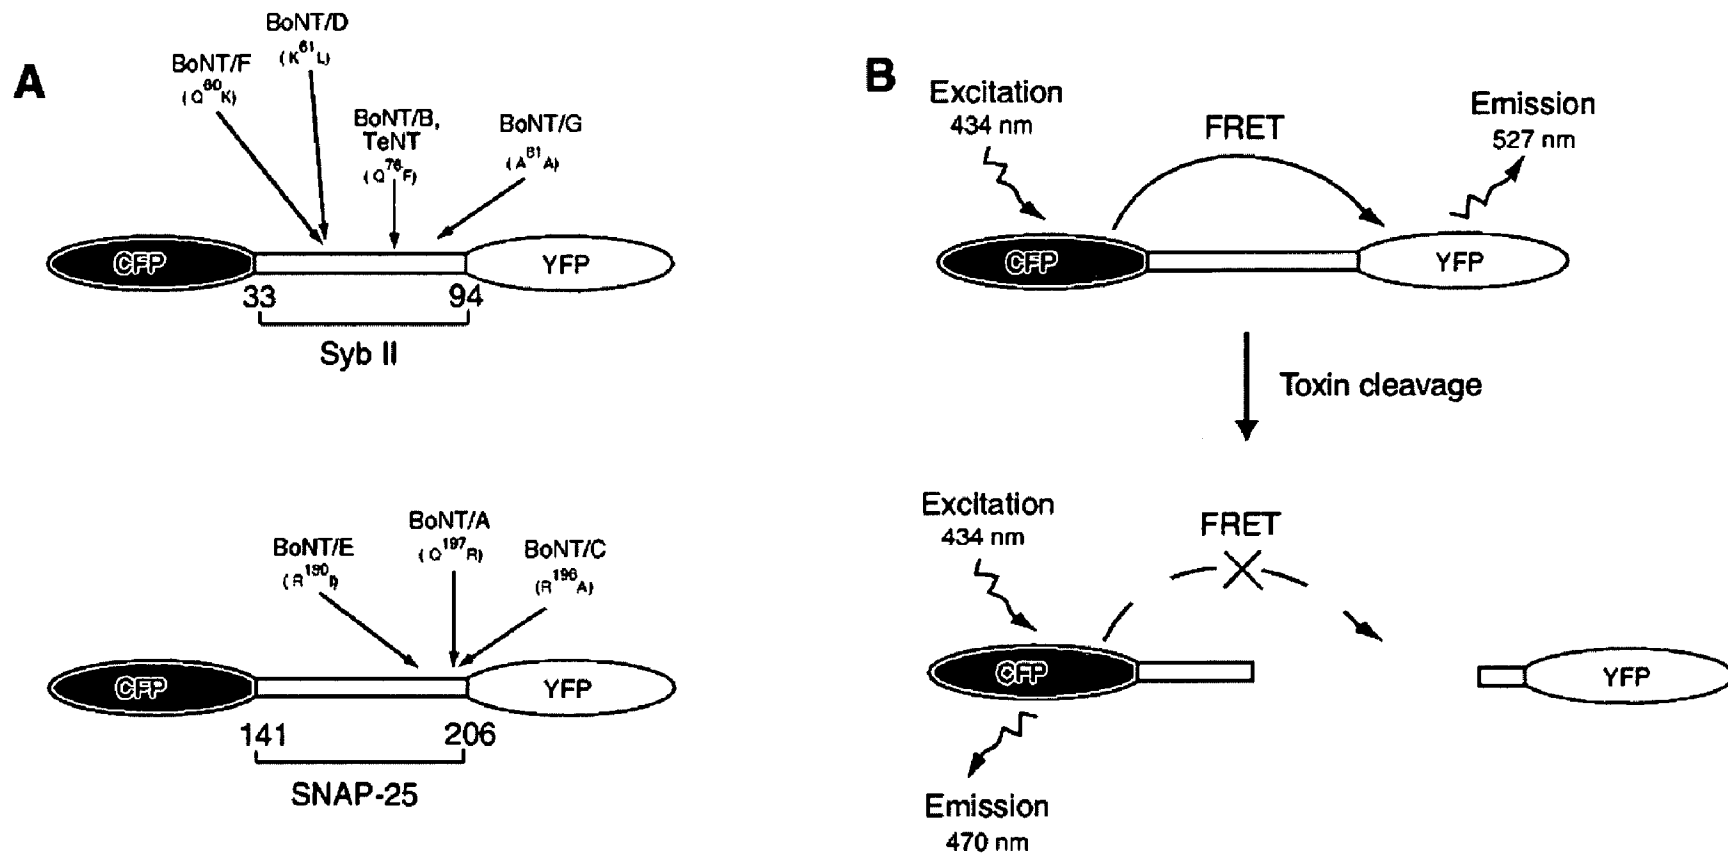 A
BoNT/D
(K61L)
BoNT/F
(Q60K)
BoNT/B,
TeNT
(Q76F)
BoNT/G
(A81A)
CFP
YFP
33
94
Syb II
BoNT/A
(Q197R)
BoNT/E
(R180I)
BoNT/C
(R196A)
CFP
YFP
141
206
SNAP-25
B
Excitation
434 nm
FRET
Emission
527 nm
CFP
YFP
Toxin cleavage
Excitation
434 nm
FRET
CFP
YFP
Emission
470 nm